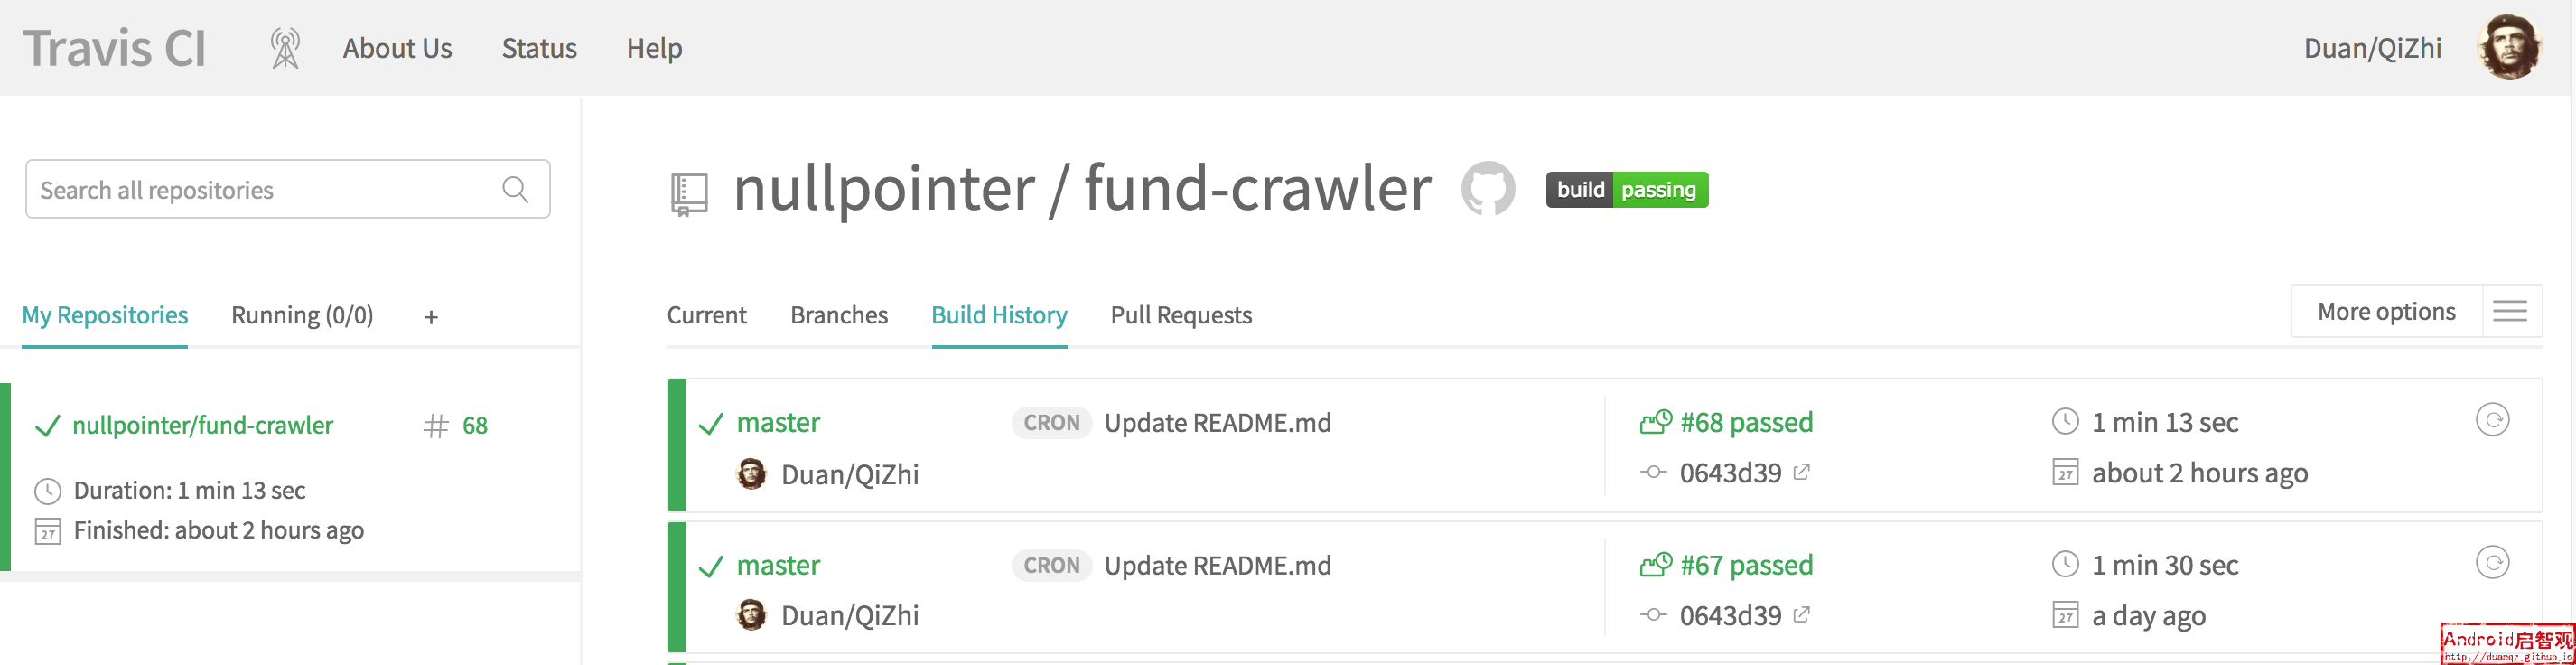 Travis CI About Us Status Help Duan/QiZhi
Search all repositories
My Repositories Running (0/0) +
nullpointer/fund-crawler # 68
Duration: 1 min 13 sec
27 Finished: about 2 hours ago
nullpointer / fund-crawler build passing
Current Branches Build History Pull Requests More options
master CRON Update README.md #68 passed 1 min 13 sec
Duan/QiZhi 0643d39 27 about 2 hours ago
master CRON Update README.md #67 passed 1 min 30 sec
Duan/QiZhi 0643d39 27 a day ago
Android启智观
http://duanqz.github.io